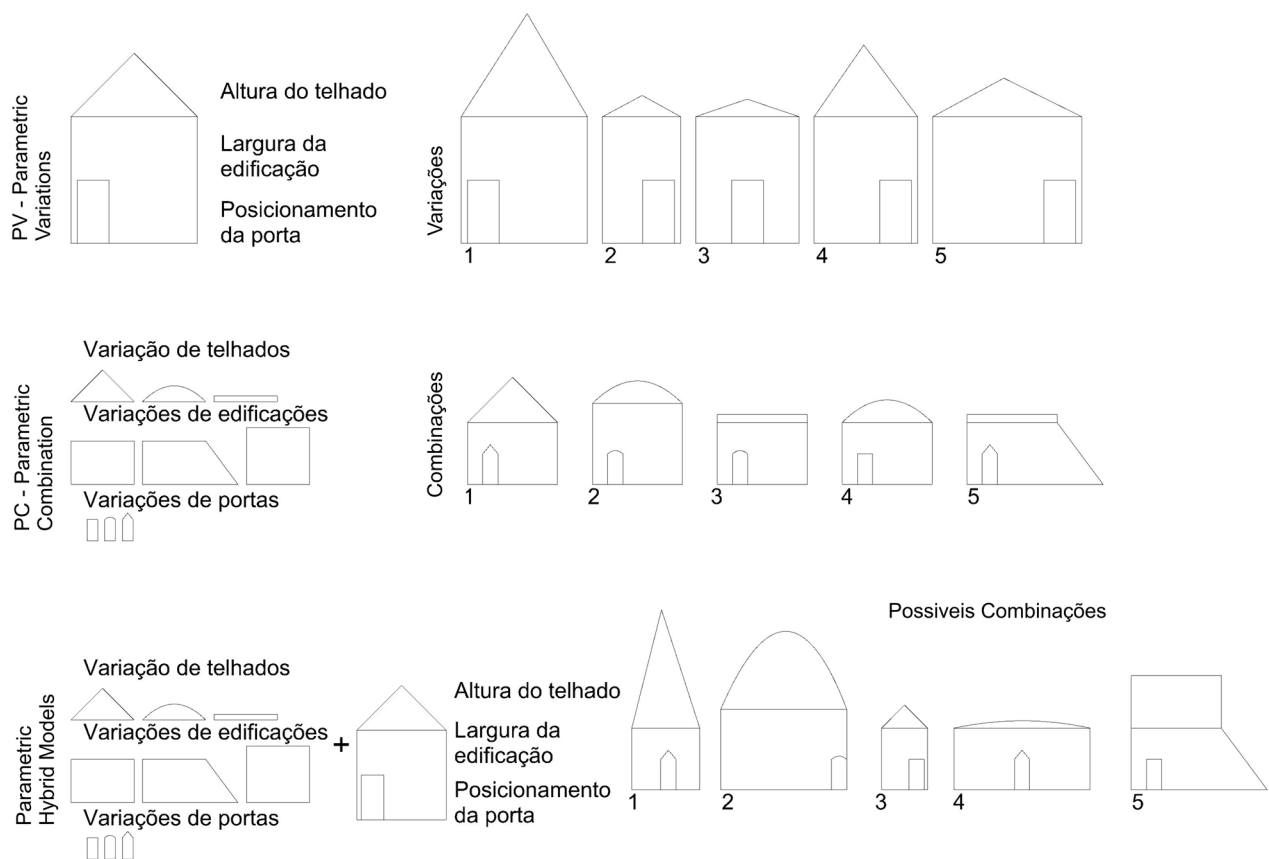 PV - Parametric
Variations
Altura do telhado
Largura da
edificação
Posicionamento
da porta
Variações
1
2
3
4
5
PC - Parametric
Combination
Variação de telhados
Variações de edificações
Variações de portas
Combinações
1
2
3
4
5
Parametric
Hybrid Models
Variação de telhados
Variações de edificações
Variações de portas
+
Altura do telhado
Largura da
edificação
Posicionamento
da porta
Possiveis Combinações
1
2
3
4
5